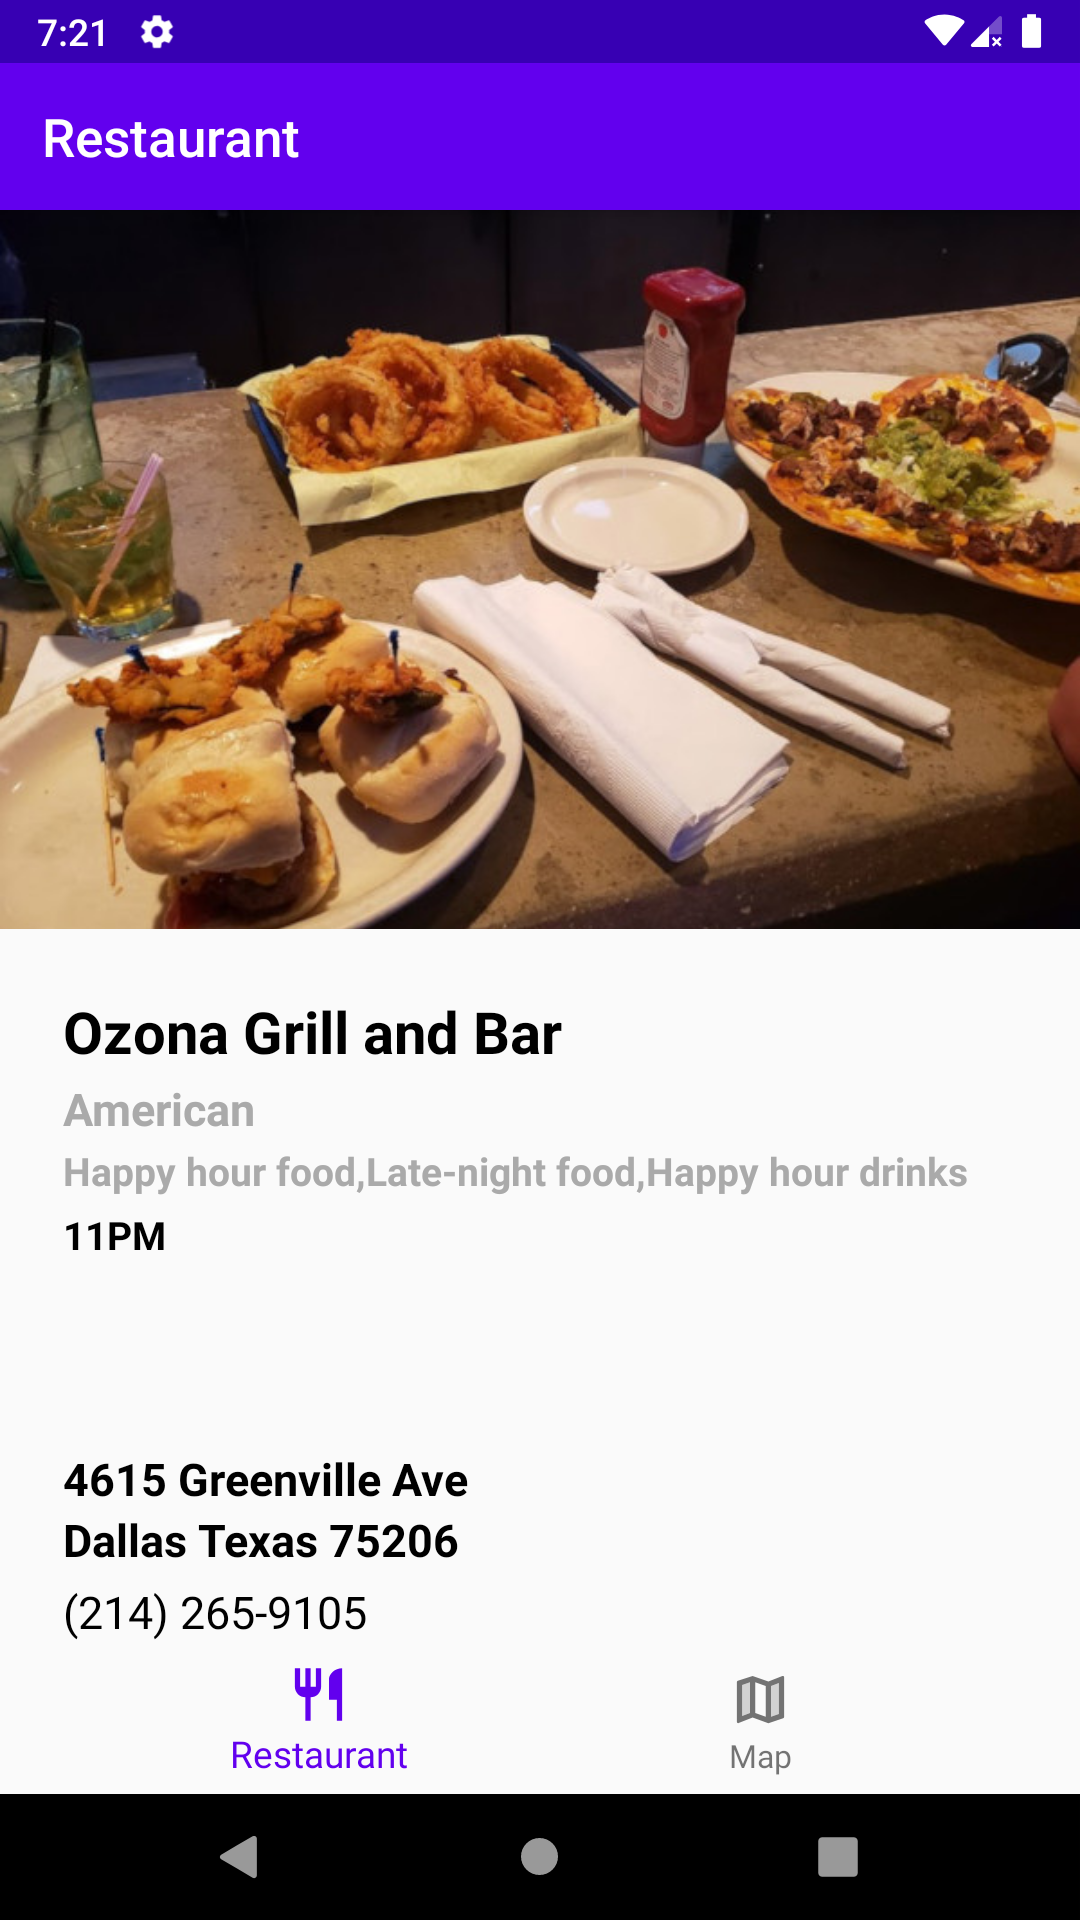 7:21
Restaurant
Ozona Grill and Bar
American
Happy hour food,Late-night food,Happy hour drinks
11PM
4615 Greenville Ave
Dallas Texas 75206
(214) 265-9105
Restaurant
Map